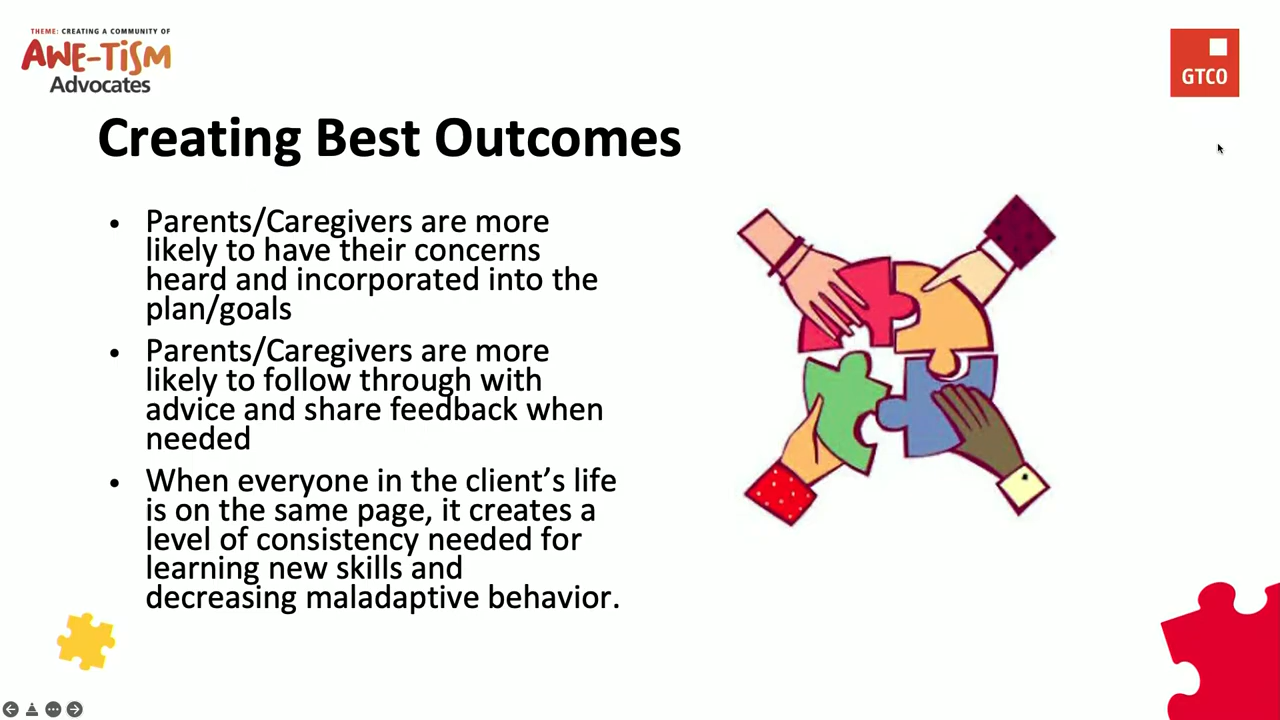 THEME: CREATING A COMMUNITY OF
AWE-TiSM
Advocates
GTCO
Creating Best Outcomes
• Parents/Caregivers are more
likely to have their concerns
heard and incorporated into the
plan/goals
• Parents/Caregivers are more
likely to follow through with
advice and share feedback when
needed
• When everyone in the client’s life
is on the same page, it creates a
level of consistency needed for
learning new skills and
decreasing maladaptive behavior.